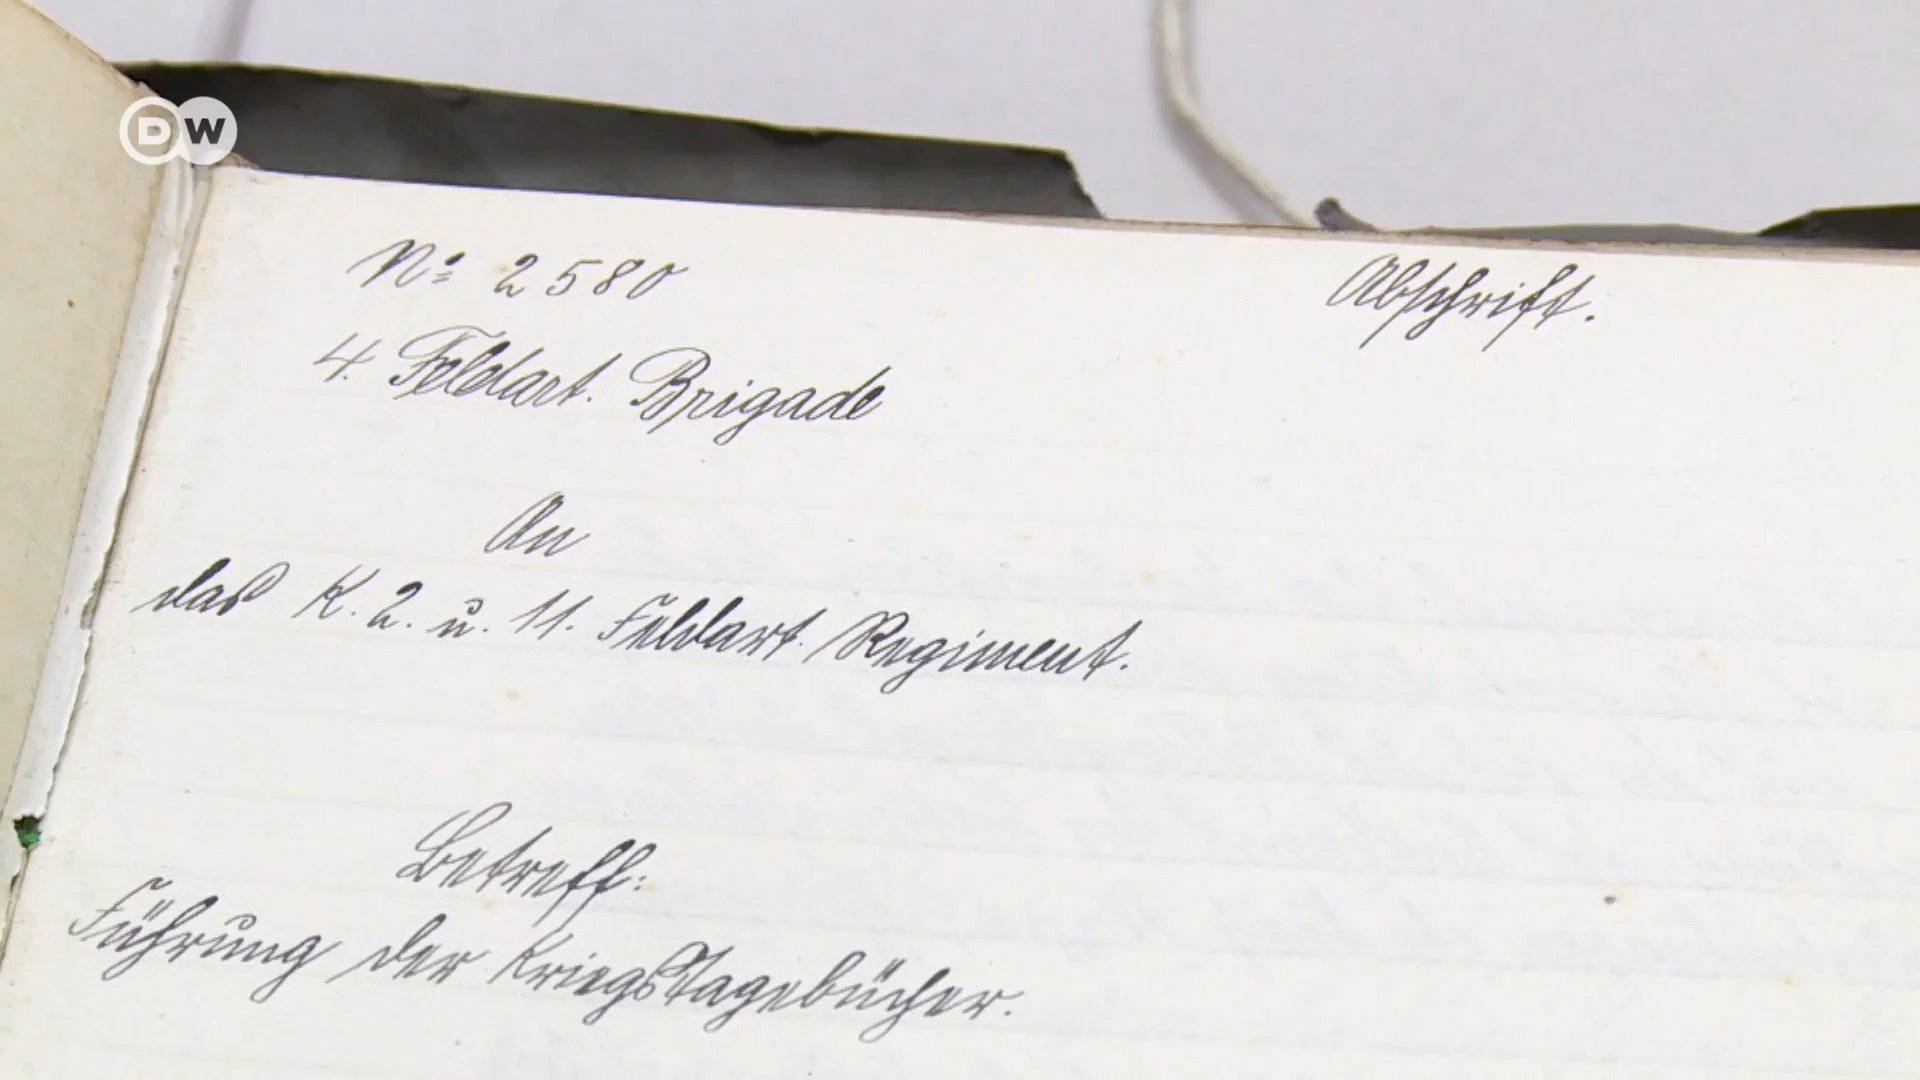 DW
No 2580
Abschrift.
4. Feldart. Brigade
An
das K. 2. u. 11. Feldart. Regiment.
Betreff:
Führung der Kriegstagebücher.